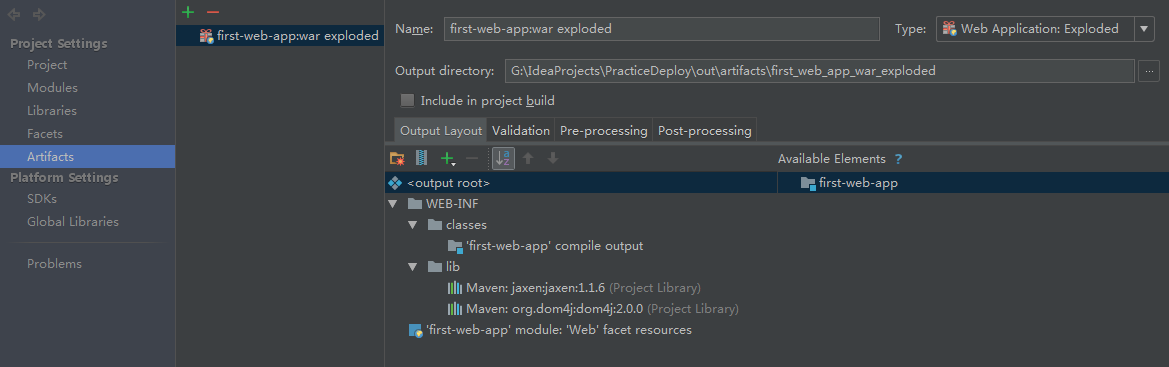 Project Settings
Project
Modules
Libraries
Facets
Artifacts
Platform Settings
SDKs
Global Libraries
Problems
first-web-app:war exploded
Name: first-web-app:war exploded Type: Web Application: Exploded
Output directory: G:\IdeaProjects\PracticeDeploy\out\artifacts\first_web_app_war_exploded ...
Include in project build
Output Layout Validation Pre-processing Post-processing
a z Available Elements ?
<output root> first-web-app
WEB-INF
classes
'first-web-app' compile output
lib
Maven: jaxen:jaxen:1.1.6 (Project Library)
Maven: org.dom4j:dom4j:2.0.0 (Project Library)
'first-web-app' module: 'Web' facet resources